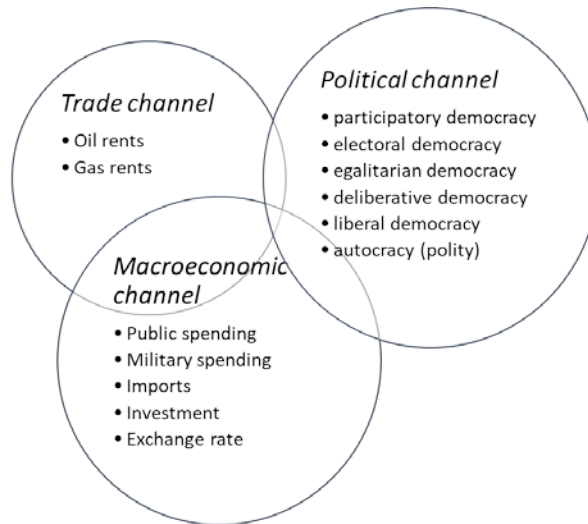 Trade channel
• Oil rents
• Gas rents
Political channel
• participatory democracy
• electoral democracy
• egalitarian democracy
• deliberative democracy
• liberal democracy
• autocracy (polity)
Macroeconomic
channel
• Public spending
• Military spending
• Imports
• Investment
• Exchange rate